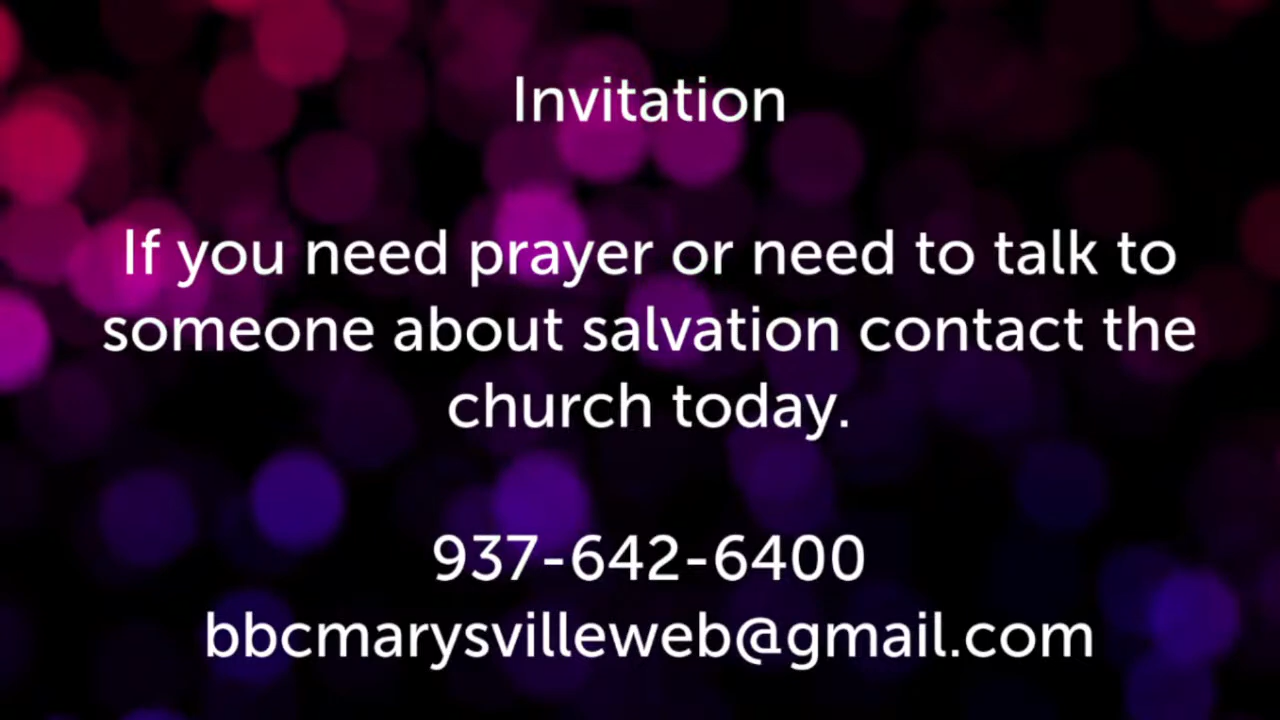 Invitation
If you need prayer or need to talk to
someone about salvation contact the
church today.
937-642-6400
bbcmarysvilleweb@gmail.com